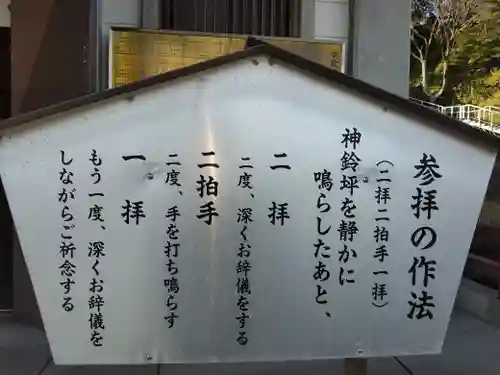 参拝の作法
（二拝二拍手一拝）
神鈴坪を静かに
鳴らしたあと、
二拝
二度、深くお辞儀をする
二拍手
二度、手を打ち鳴らす
一拝
もう一度、深くお辞儀を
しながらご祈念する